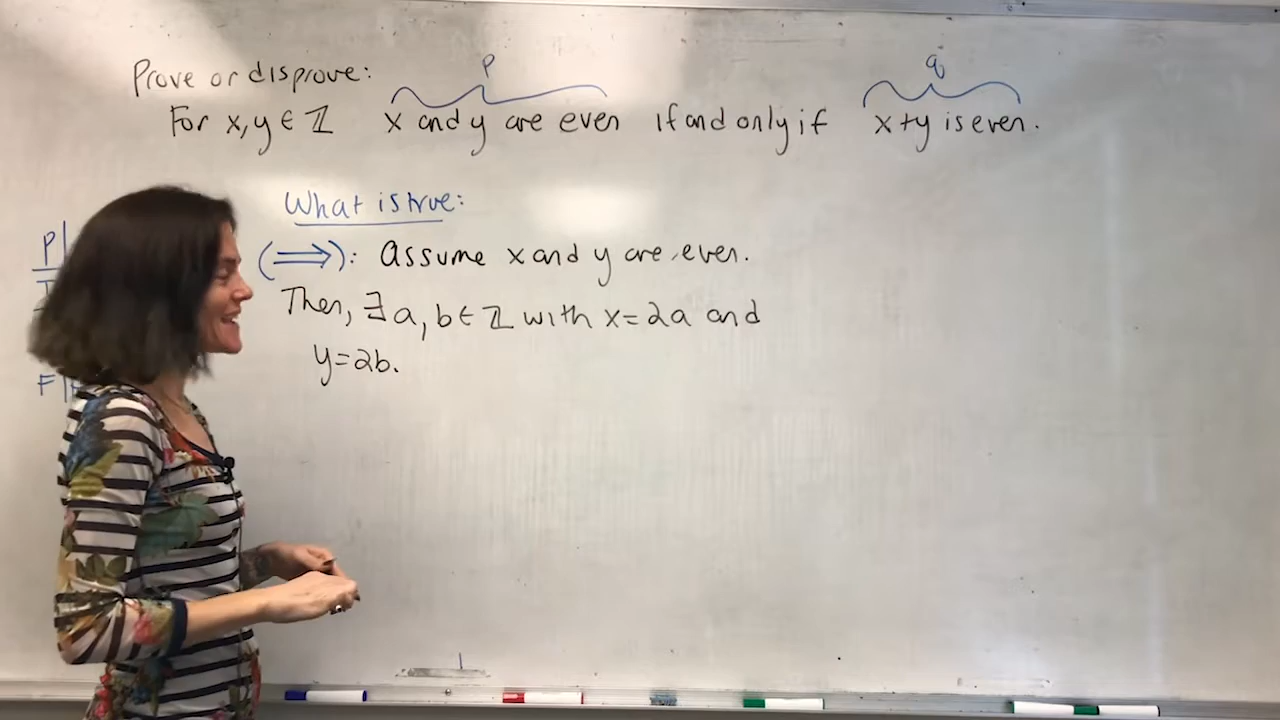 Prove or disprove:
p
q
For x, y ∈ ℤ x and y are even if and only if x+y is even.
What is true:
(⟹): Assume x and y are even.
Then, ∃ a, b ∈ ℤ with x=2a and
y=2b.
P
F